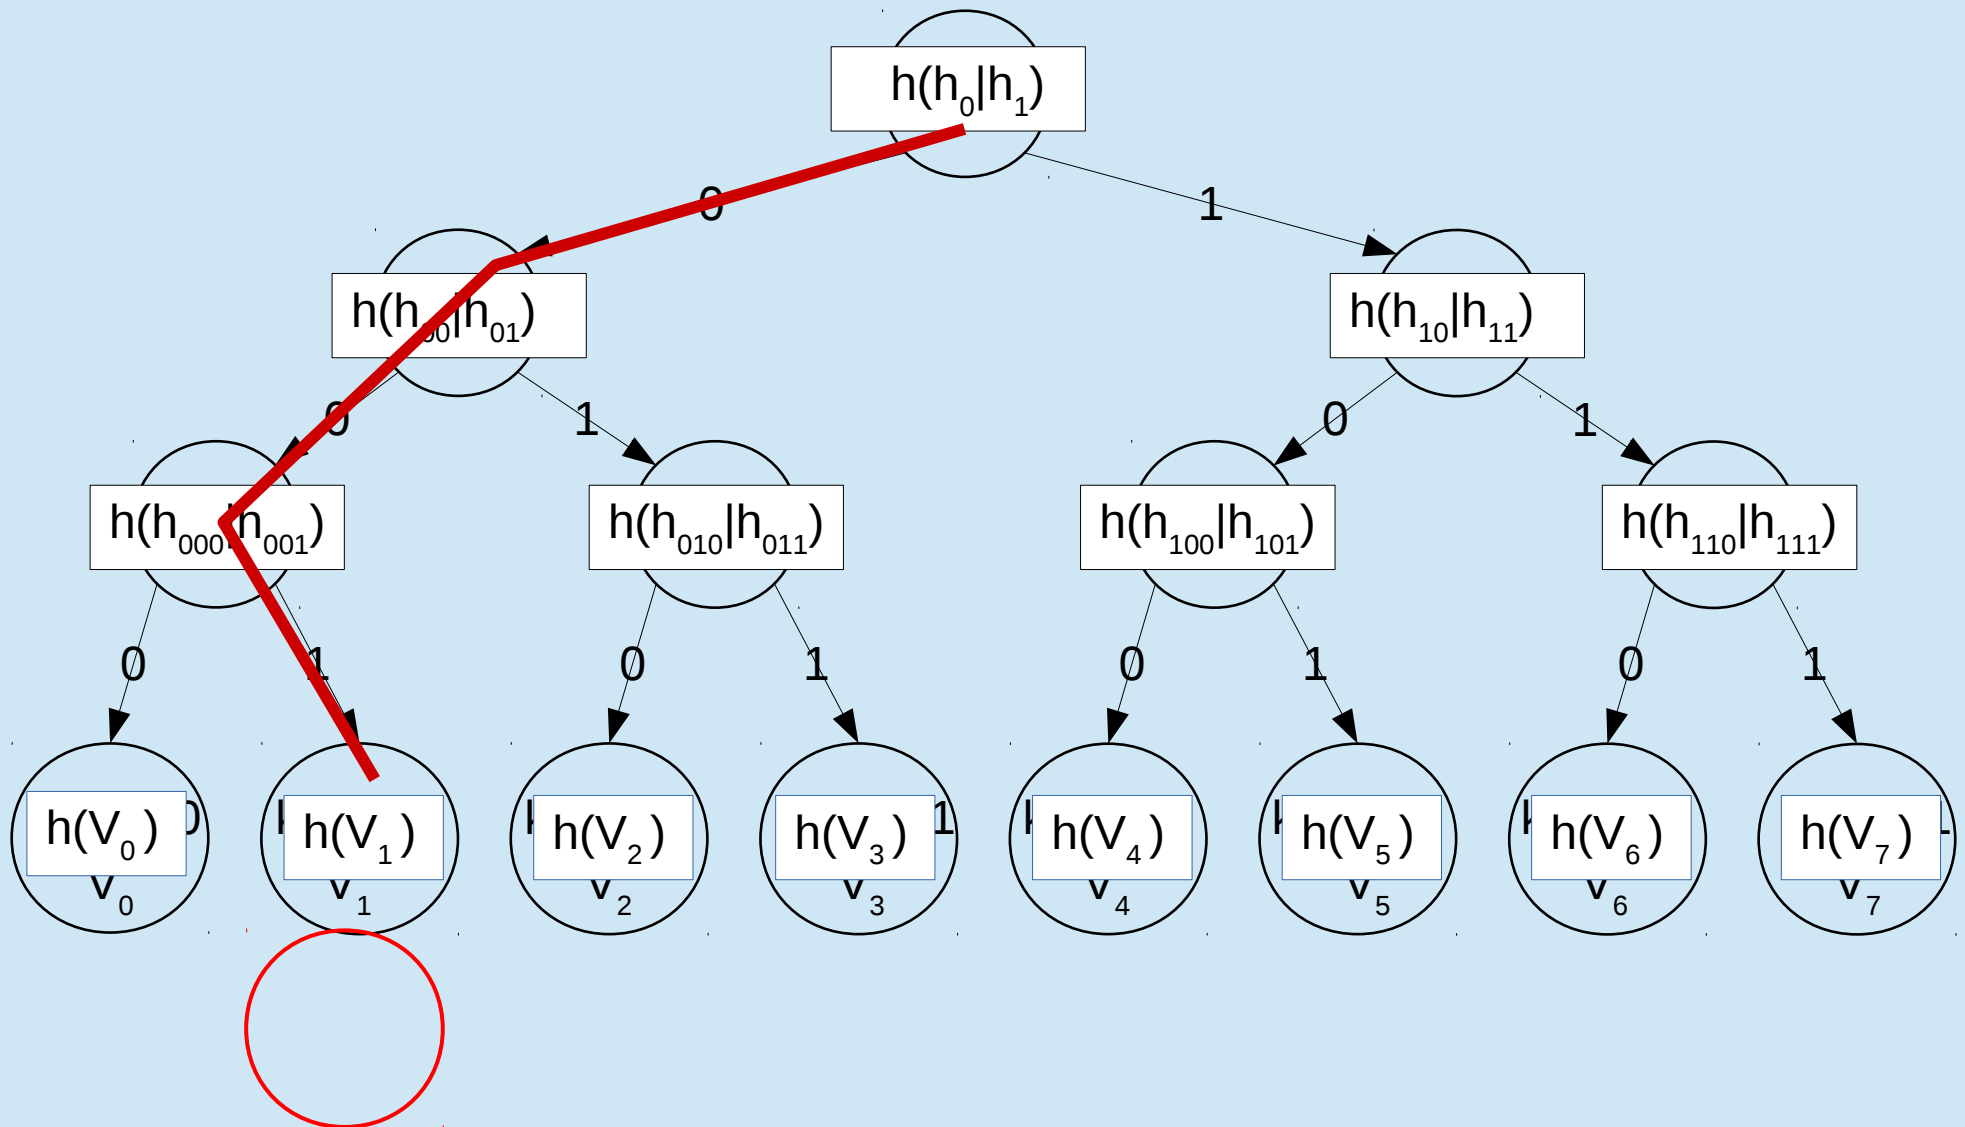 h(h₀|h₁)
0 1
h(h₀₀|h₀₁) h(h₁₀|h₁₁)
0 1 0 1
h(h₀₀₀|h₀₀₁) h(h₀₁₀|h₀₁₁) h(h₁₀₀|h₁₀₁) h(h₁₁₀|h₁₁₁)
0 1 0 1 0 1 0 1
h(V₀) h(V₁) h(V₂) h(V₃) h(V₄) h(V₅) h(V₆) h(V₇)
V₀ V₁ V₂ V₃ V₄ V₅ V₆ V₇